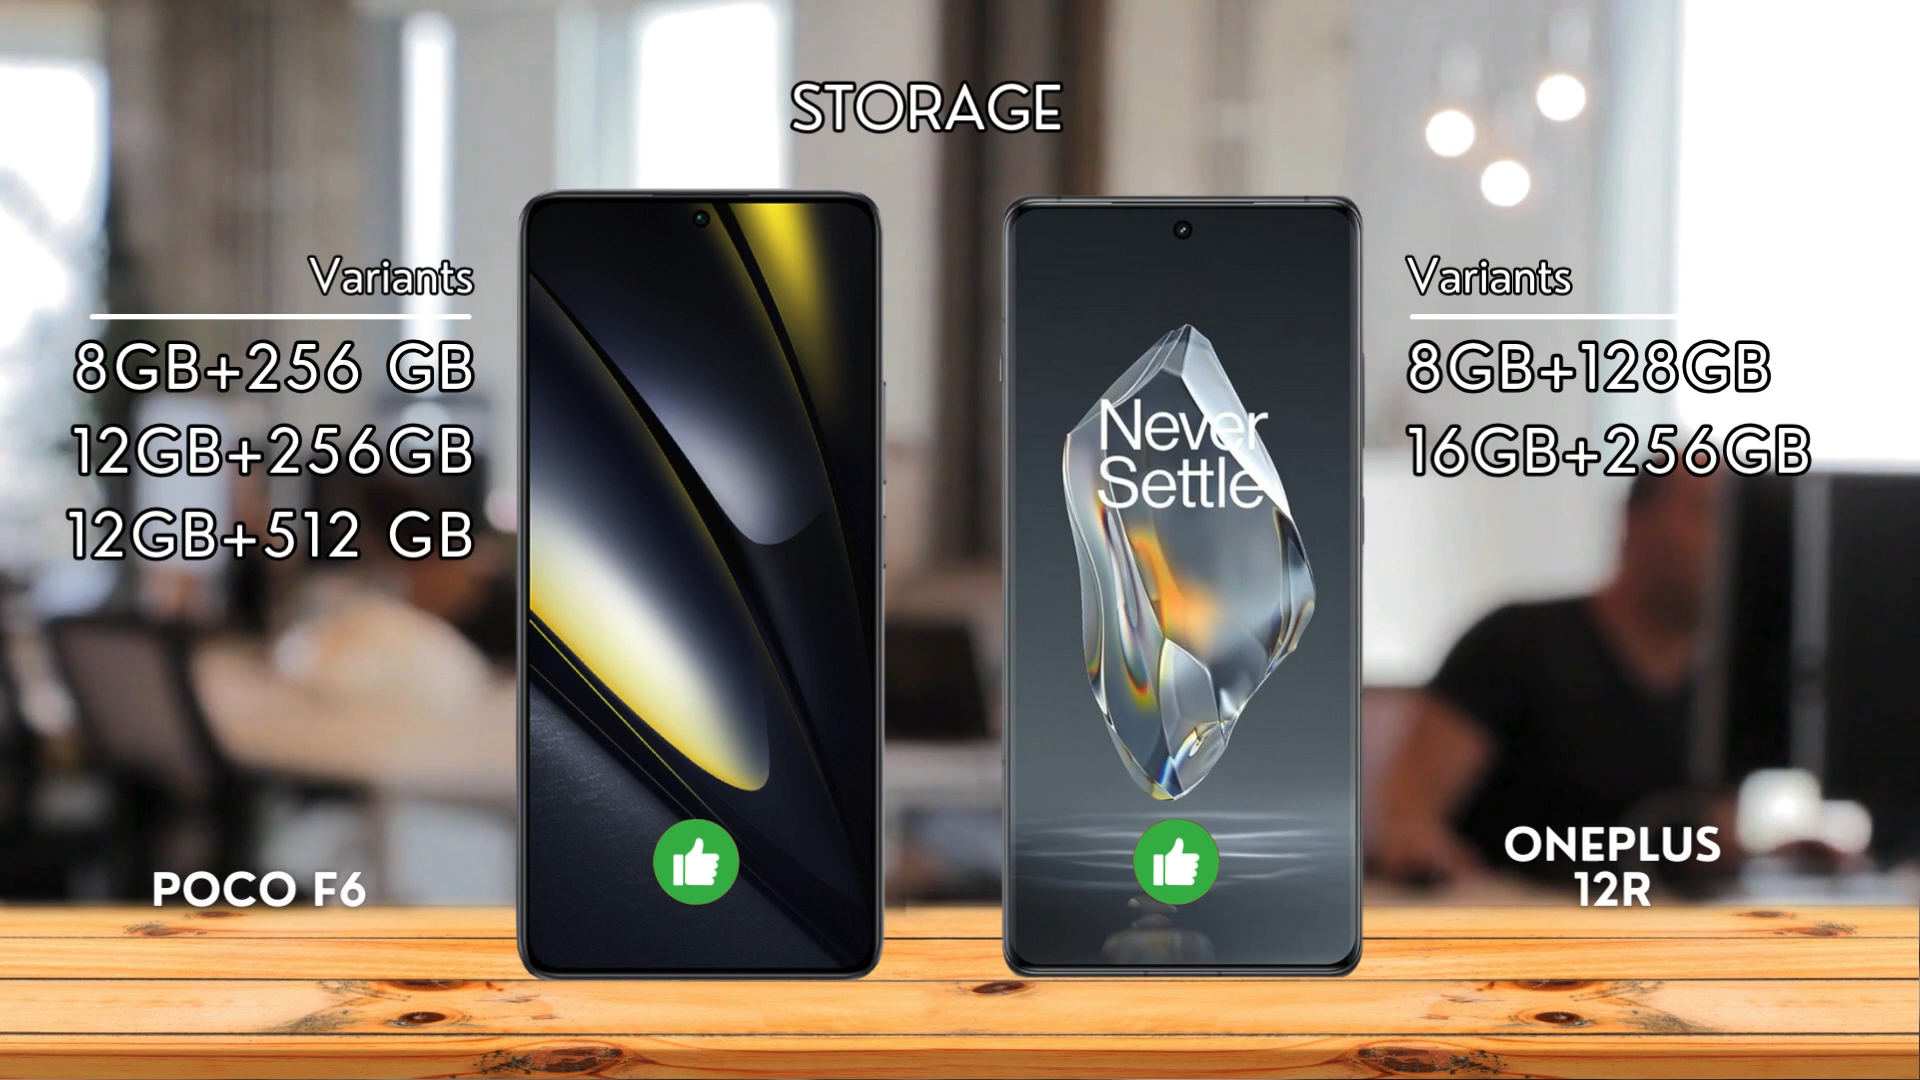 STORAGE
Variants
8GB+256 GB
12GB+256GB
12GB+512 GB
POCO F6
Never
Settle
Variants
8GB+128GB
16GB+256GB
ONEPLUS
12R